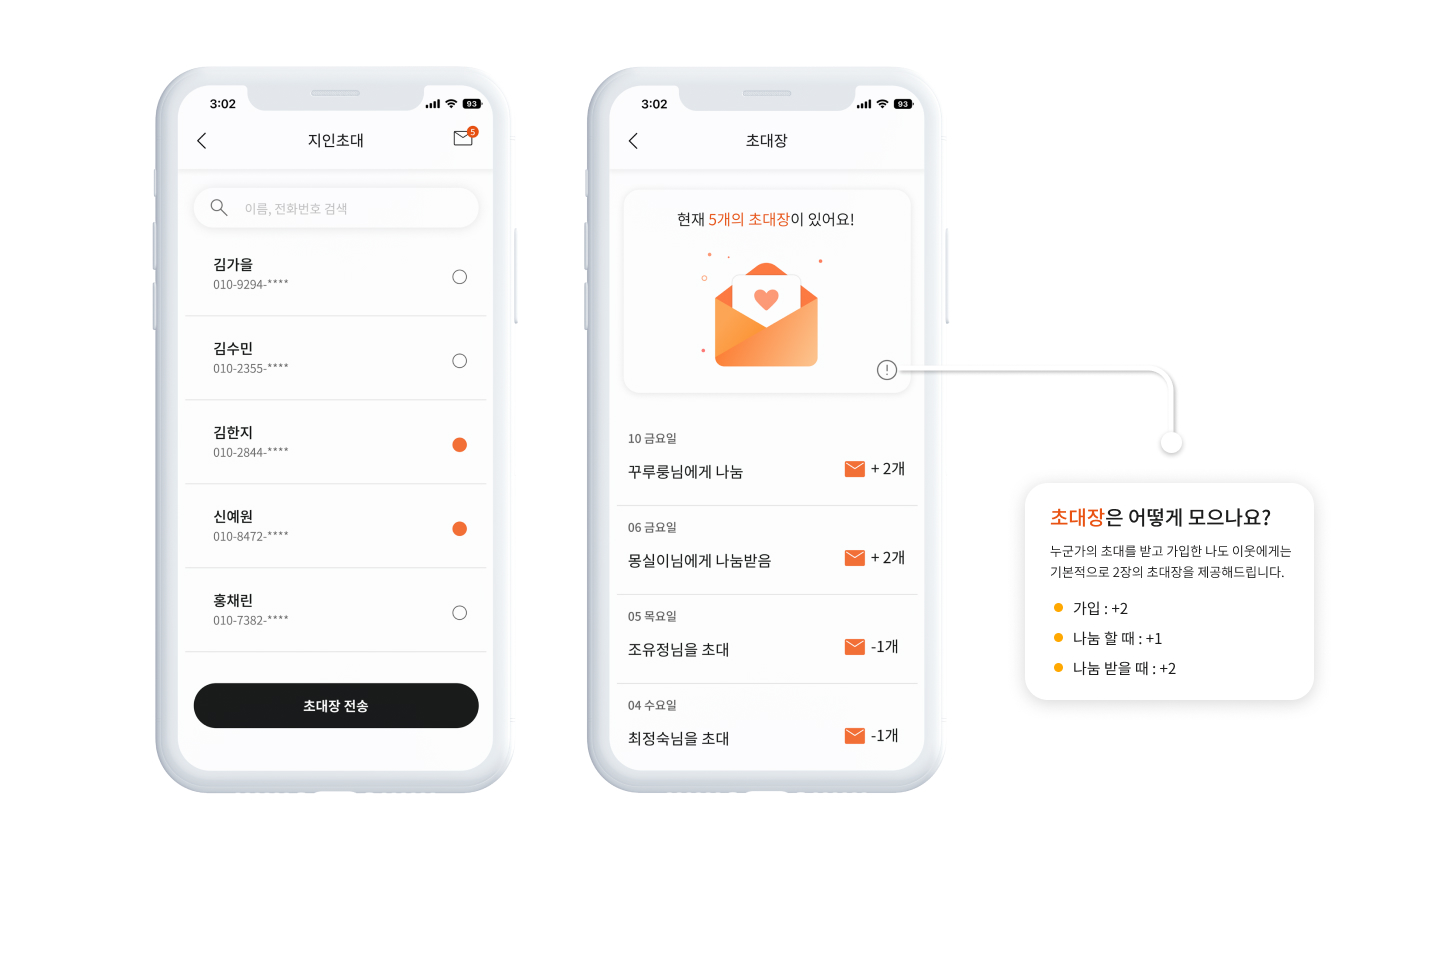 3:02
93
지인초대
5
이름, 전화번호 검색
김가을
010-9294-****
김수민
010-2355-****
김한지
010-2844-****
신예원
010-8472-****
홍채린
010-7382-****
초대장 전송
3:02
93
초대장
현재 5개의 초대장이 있어요!
10 금요일
꾸루룽님에게 나눔
+ 2개
06 금요일
몽실이님에게 나눔받음
+ 2개
05 목요일
조유정님을 초대
-1개
04 수요일
최정숙님을 초대
-1개
초대장은 어떻게 모으나요?
누군가의 초대를 받고 가입한 나도 이웃에게는
기본적으로 2장의 초대장을 제공해드립니다.
가입 : +2
나눔 할 때 : +1
나눔 받을 때 : +2